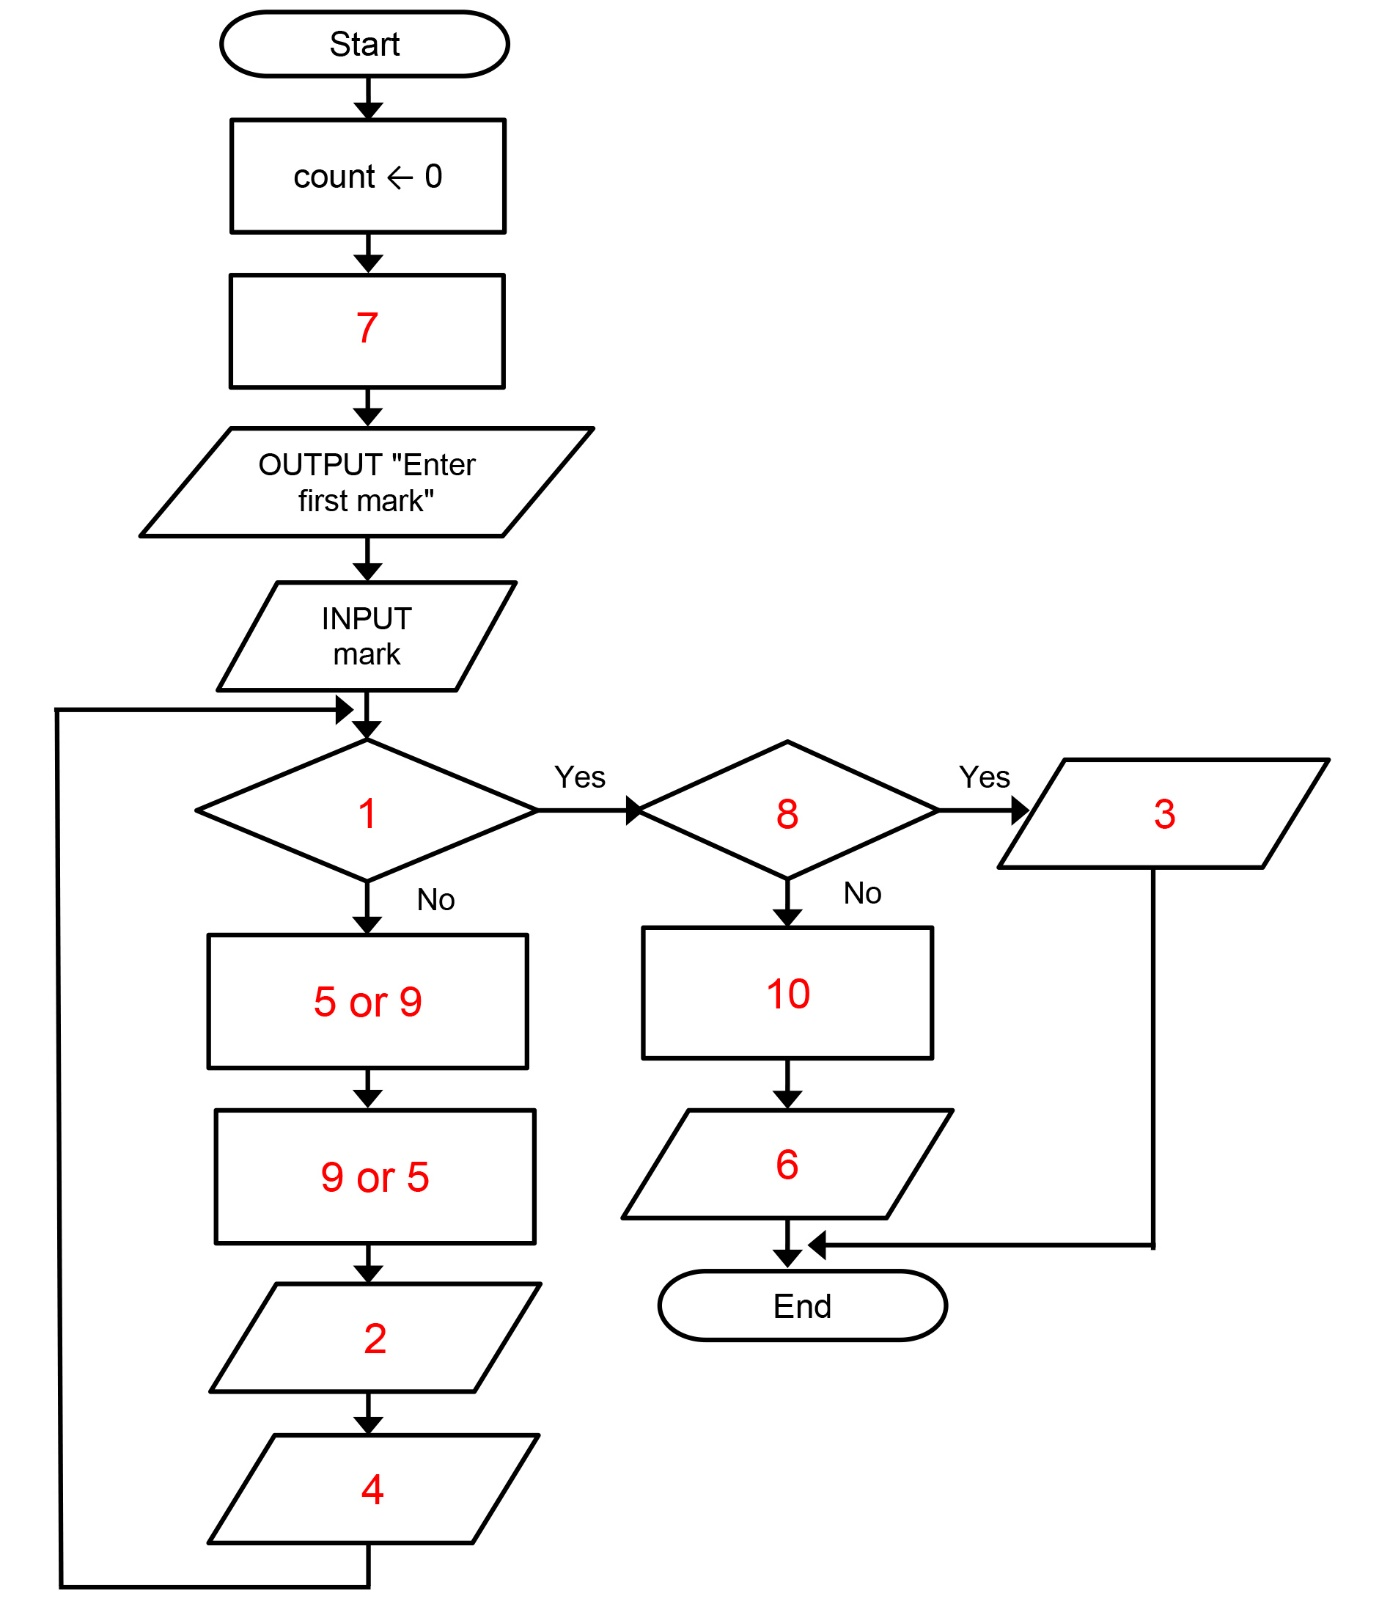 Start
count ← 0
7
OUTPUT "Enter
first mark"
INPUT
mark
1
Yes
8
Yes
3
No
No
5 or 9
10
9 or 5
6
2
End
4